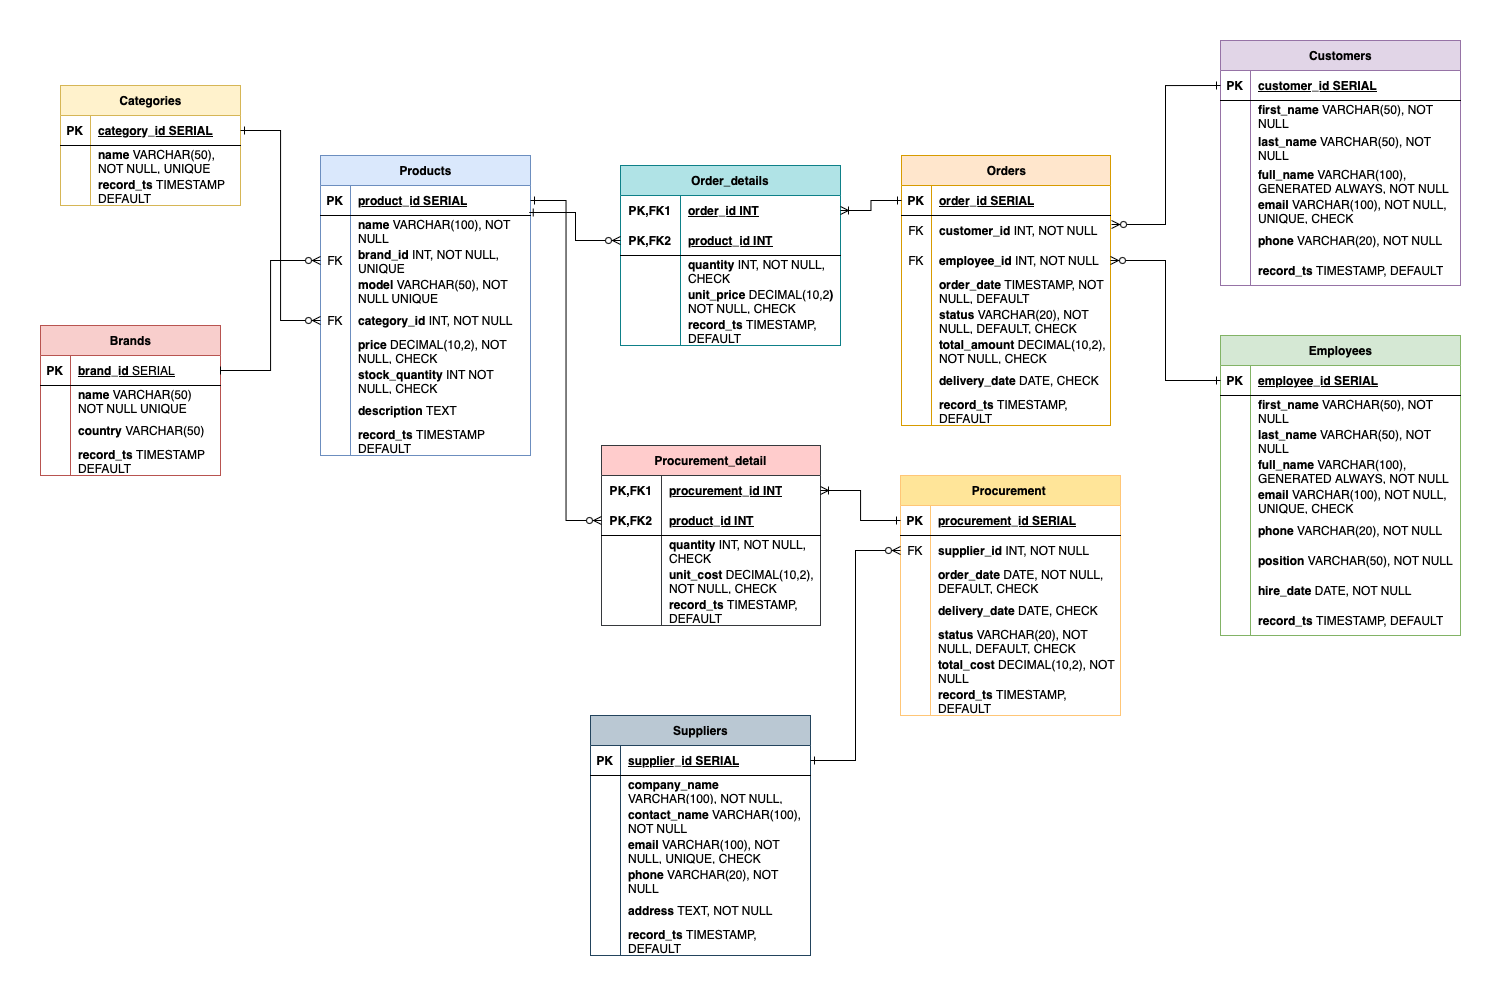 Categories
PK category_id SERIAL
name VARCHAR(50),
NOT NULL, UNIQUE
record_ts TIMESTAMP
DEFAULT
Brands
PK brand_id SERIAL
name VARCHAR(50)
NOT NULL UNIQUE
country VARCHAR(50)
record_ts TIMESTAMP
DEFAULT
Products
PK product_id SERIAL
name VARCHAR(100), NOT
NULL
FK brand_id INT, NOT NULL,
UNIQUE
model VARCHAR(50), NOT
NULL UNIQUE
FK category_id INT, NOT NULL
price DECIMAL(10,2), NOT
NULL, CHECK
stock_quantity INT NOT
NULL, CHECK
description TEXT
record_ts TIMESTAMP
DEFAULT
Order_details
PK,FK1 order_id INT
PK,FK2 product_id INT
quantity INT, NOT NULL,
CHECK
unit_price DECIMAL(10,2)
NOT NULL, CHECK
record_ts TIMESTAMP,
DEFAULT
Orders
PK order_id SERIAL
FK customer_id INT, NOT NULL
FK employee_id INT, NOT NULL
order_date TIMESTAMP, NOT
NULL, DEFAULT
status VARCHAR(20), NOT
NULL, DEFAULT, CHECK
total_amount DECIMAL(10,2),
NOT NULL, CHECK
delivery_date DATE, CHECK
record_ts TIMESTAMP,
DEFAULT
Customers
PK customer_id SERIAL
first_name VARCHAR(50), NOT
NULL
last_name VARCHAR(50), NOT
NULL
full_name VARCHAR(100),
GENERATED ALWAYS, NOT NULL
email VARCHAR(100), NOT NULL,
UNIQUE, CHECK
phone VARCHAR(20), NOT NULL
record_ts TIMESTAMP, DEFAULT
Employees
PK employee_id SERIAL
first_name VARCHAR(50), NOT
NULL
last_name VARCHAR(50), NOT
NULL
full_name VARCHAR(100),
GENERATED ALWAYS, NOT NULL
email VARCHAR(100), NOT NULL,
UNIQUE, CHECK
phone VARCHAR(20), NOT NULL
position VARCHAR(50), NOT NULL
hire_date DATE, NOT NULL
record_ts TIMESTAMP, DEFAULT
Procurement_detail
PK,FK1 procurement_id INT
PK,FK2 product_id INT
quantity INT, NOT NULL,
CHECK
unit_cost DECIMAL(10,2),
NOT NULL, CHECK
record_ts TIMESTAMP,
DEFAULT
Procurement
PK procurement_id SERIAL
FK supplier_id INT, NOT NULL
order_date DATE, NOT NULL,
DEFAULT, CHECK
delivery_date DATE, CHECK
status VARCHAR(20), NOT
NULL, DEFAULT, CHECK
total_cost DECIMAL(10,2), NOT
NULL
record_ts TIMESTAMP,
DEFAULT
Suppliers
PK supplier_id SERIAL
company_name
VARCHAR(100), NOT NULL,
contact_name VARCHAR(100),
NOT NULL
email VARCHAR(100), NOT
NULL, UNIQUE, CHECK
phone VARCHAR(20), NOT
NULL
address TEXT, NOT NULL
record_ts TIMESTAMP,
DEFAULT